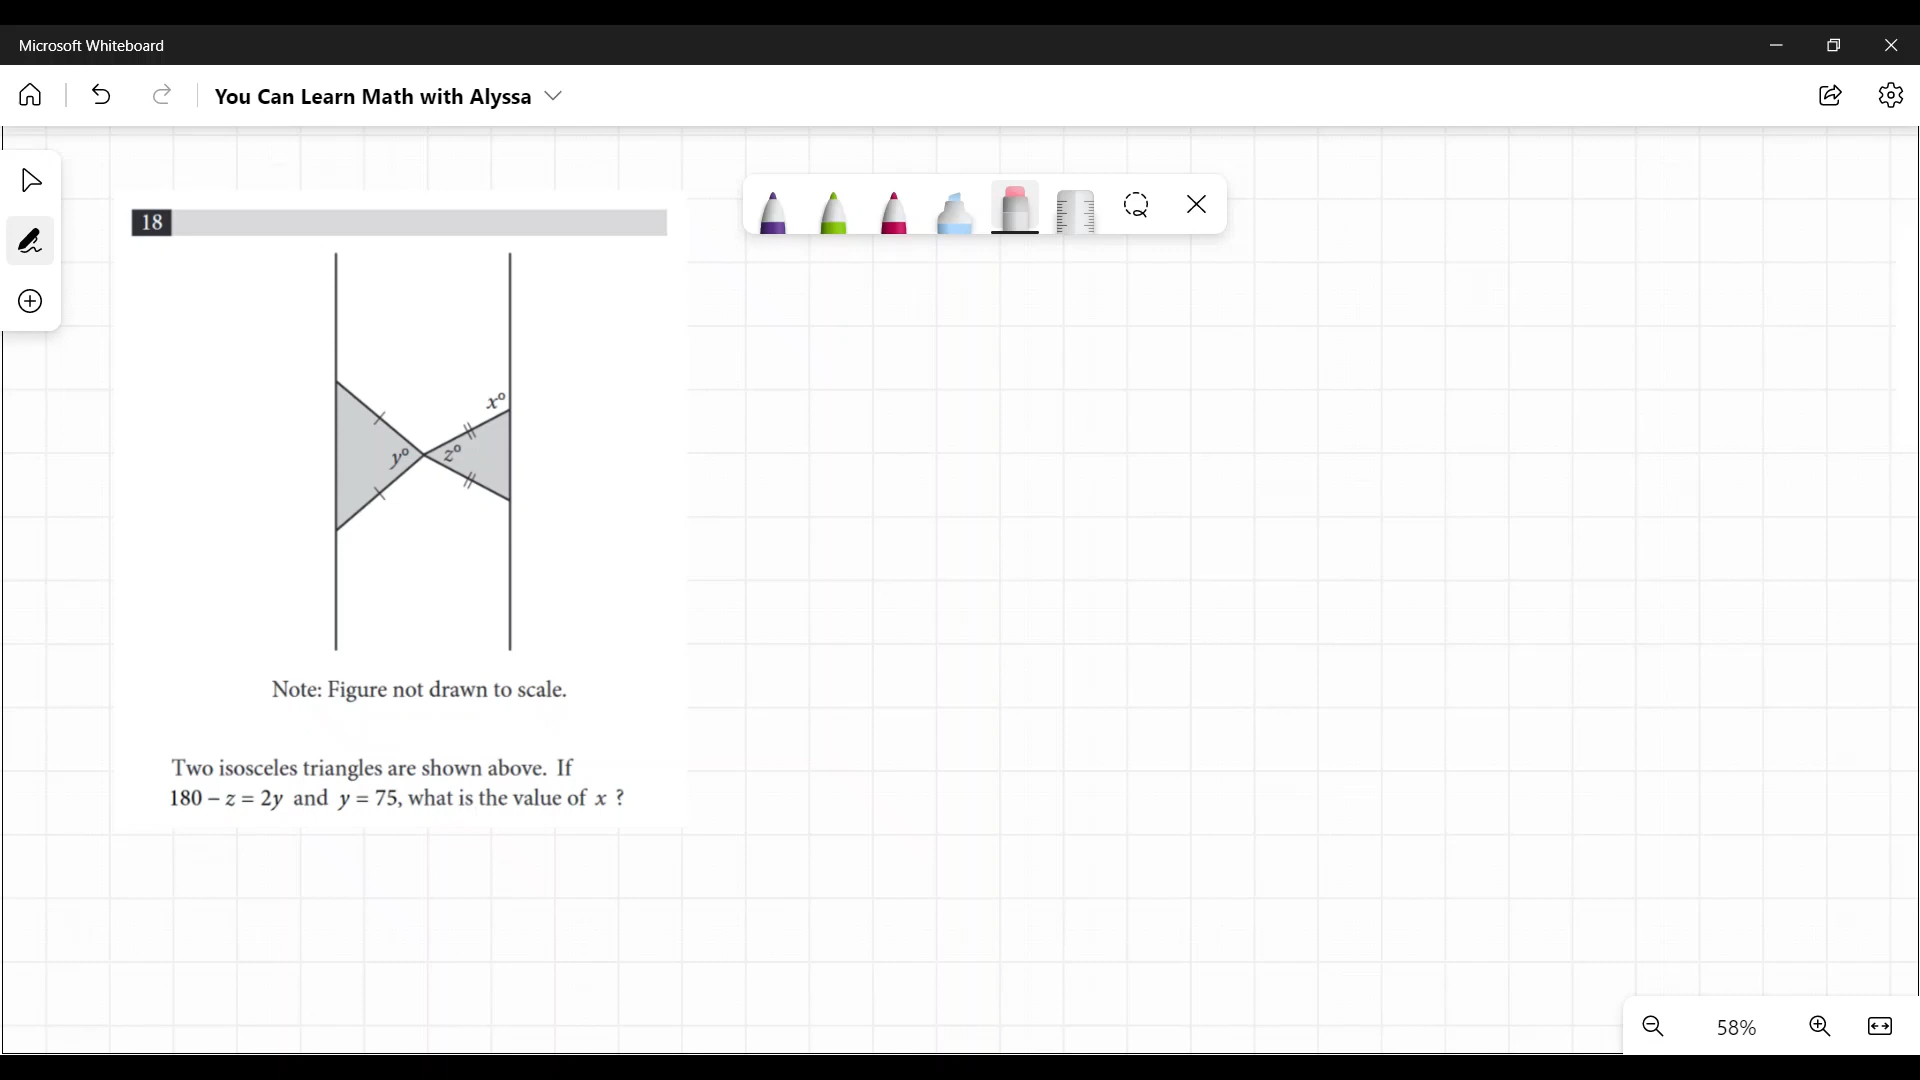 Microsoft Whiteboard
You Can Learn Math with Alyssa
18
x°
y°
z°
Note: Figure not drawn to scale.
Two isosceles triangles are shown above. If
180 – z = 2y and y = 75, what is the value of x ?
58%